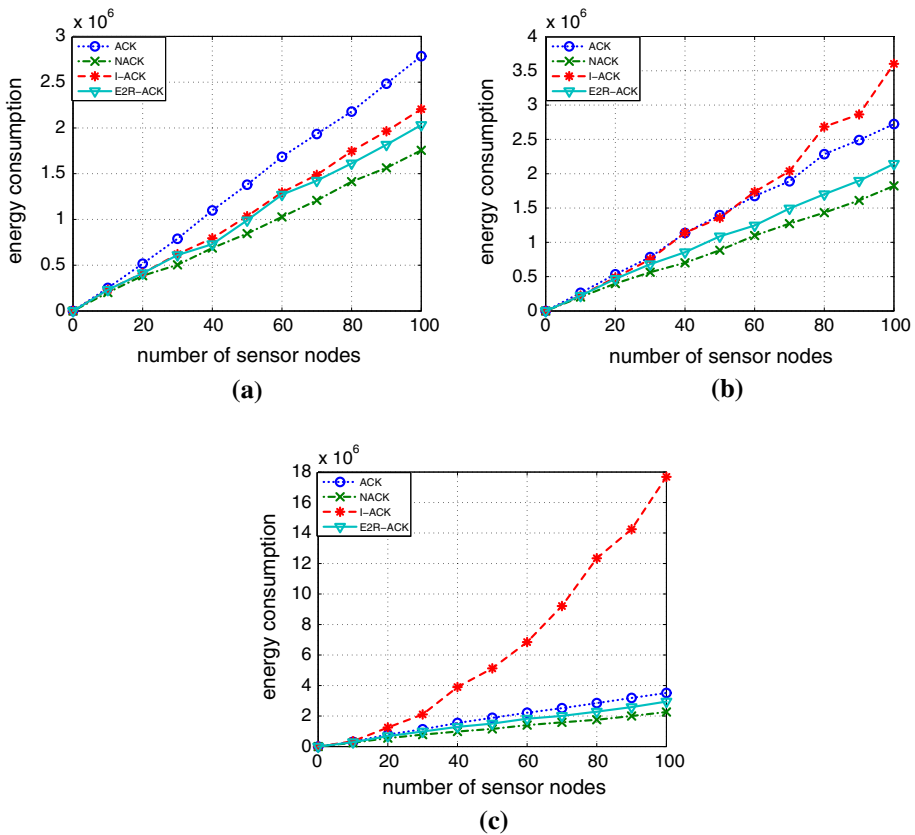 x 10^6
3
2.5
2
1.5
1
0.5
0
ACK
NACK
I-ACK
E2R-ACK
energy consumption
0 20 40 60 80 100
number of sensor nodes
(a)
x 10^6
4
3.5
3
2.5
2
1.5
1
0.5
0
ACK
NACK
I-ACK
E2R-ACK
energy consumption
0 20 40 60 80 100
number of sensor nodes
(b)
x 10^6
18
16
14
12
10
8
6
4
2
0
ACK
NACK
I-ACK
E2R-ACK
energy consumption
0 20 40 60 80 100
number of sensor nodes
(c)